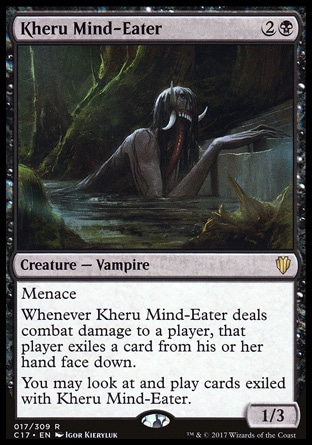 Kheru Mind-Eater 2
Creature — Vampire
Menace
Whenever Kheru Mind-Eater deals
combat damage to a player, that
player exiles a card from his or her
hand face down.
You may look at and play cards exiled
with Kheru Mind-Eater.
1/3
017/309 R
C17 • EN Igor Kieryluk
™ & © 2017 Wizards of the Coast